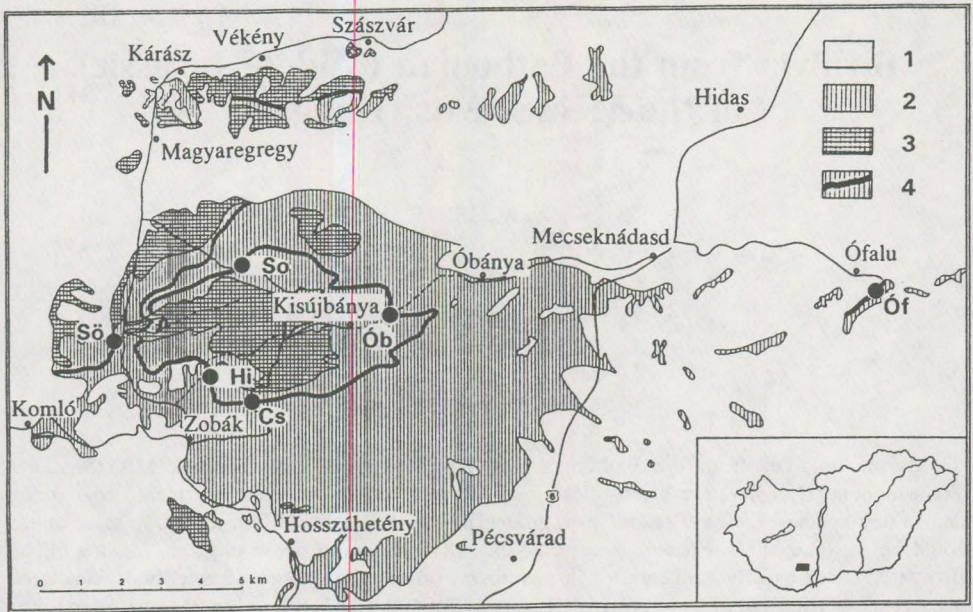 Szászvár
Vékény
Kárász
N
Magyaregregy
Hidas
1
2
3
4
Mecseknádasd
Óbánya
Ófalu
Óf
So
Kisújbánya
Ób
Sö
Hi
Cs
Komló
Zobák
6
Hosszúhetény
Pécsvárad
0 1 2 3 4 5 km